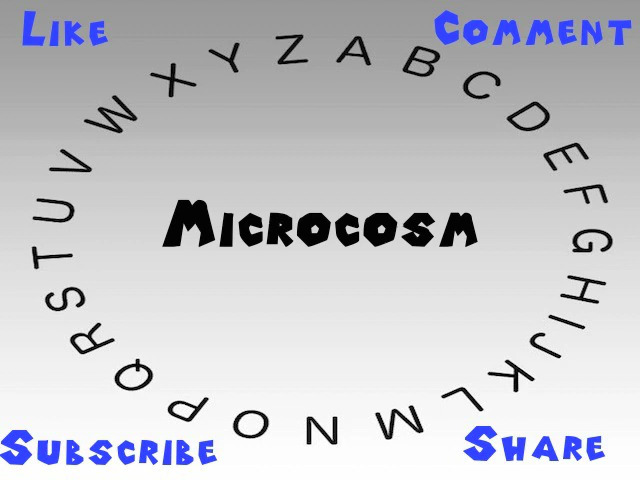 Like
Comment
A B C D E F G H I J K L M N O P Q R S T U V W X Y Z
Microcosm
Subscribe
Share